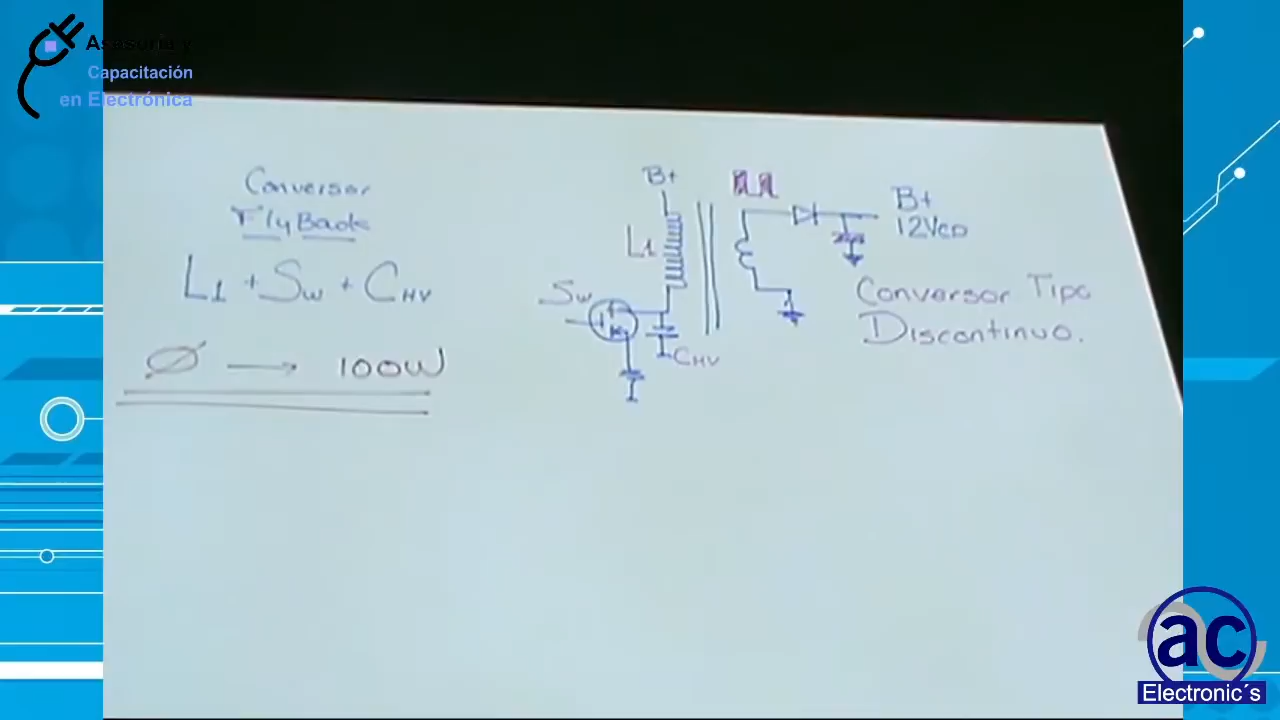 Asesoría y
Capacitación
en Electrónica
Conversor
FlyBack
L1 + Sw + CHV
Ø → 100W
B+
L1
Sw
CHV
B+
12VCD
Conversor Tipo
Discontinuo.
ac
Electronic´s